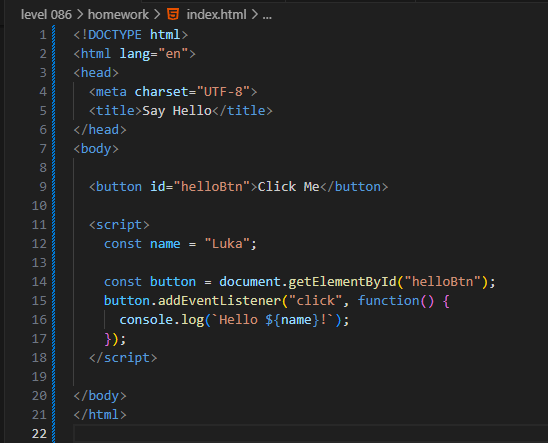 level 086 > homework > index.html > ...
1 <!DOCTYPE html>
2 <html lang="en">
3 <head>
4   <meta charset="UTF-8">
5   <title>Say Hello</title>
6 </head>
7 <body>
8
9   <button id="helloBtn">Click Me</button>
10
11   <script>
12     const name = "Luka";
13
14     const button = document.getElementById("helloBtn");
15     button.addEventListener("click", function() {
16       console.log(`Hello ${name}!`);
17     });
18   </script>
19
20 </body>
21 </html>
22